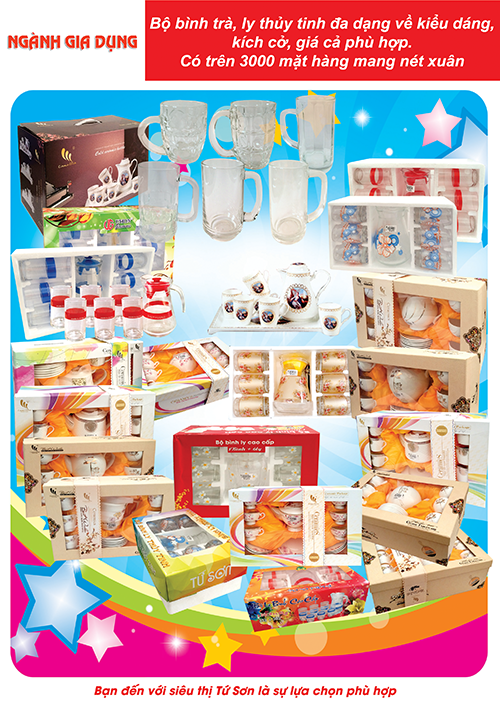 NGÀNH GIA DỤNG
Bộ bình trà, ly thủy tinh đa dạng về kiểu dáng,
kích cở, giá cả phù hợp.
Có trên 3000 mặt hàng mang nét xuân
Bộ bình ly cao cấp
TỨ SƠN
Bạn đến với siêu thị Tứ Sơn là sự lựa chọn phù hợp